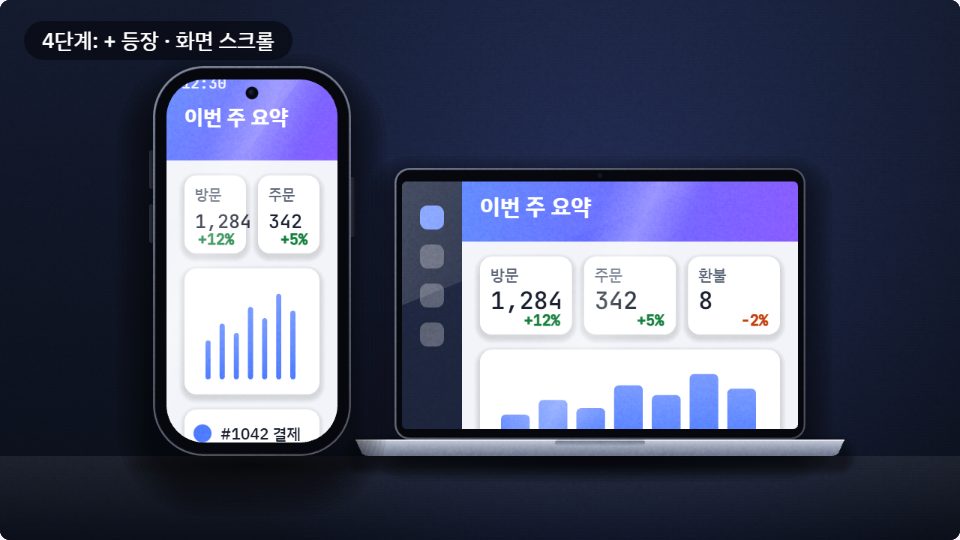 4단계: + 등장 · 화면 스크롤
12:30
이번 주 요약
방문
1,284
+12%
주문
342
+5%
#1042 결제
이번 주 요약
방문
1,284
+12%
주문
342
+5%
환불
8
-2%